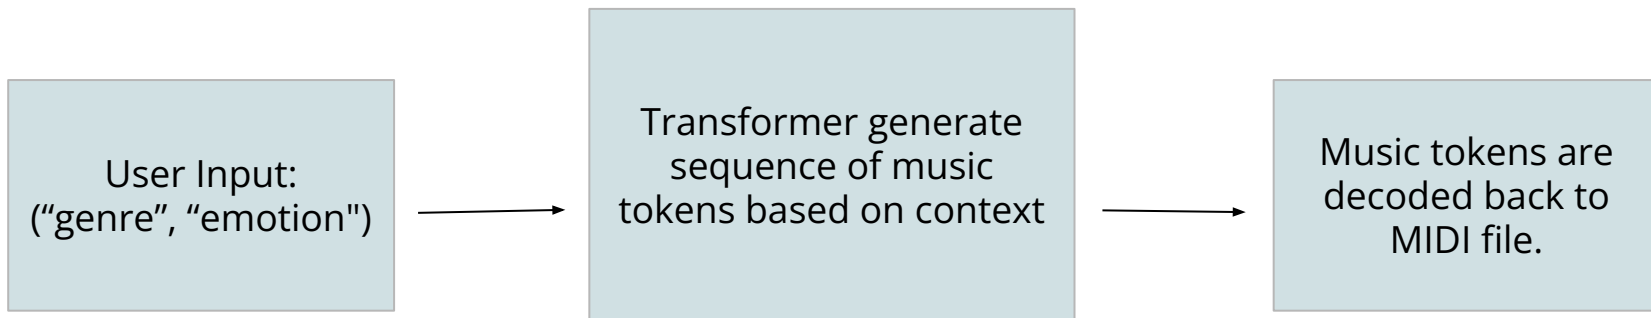 User Input:
(“genre”, “emotion")
Transformer generate
sequence of music
tokens based on context
Music tokens are
decoded back to
MIDI file.